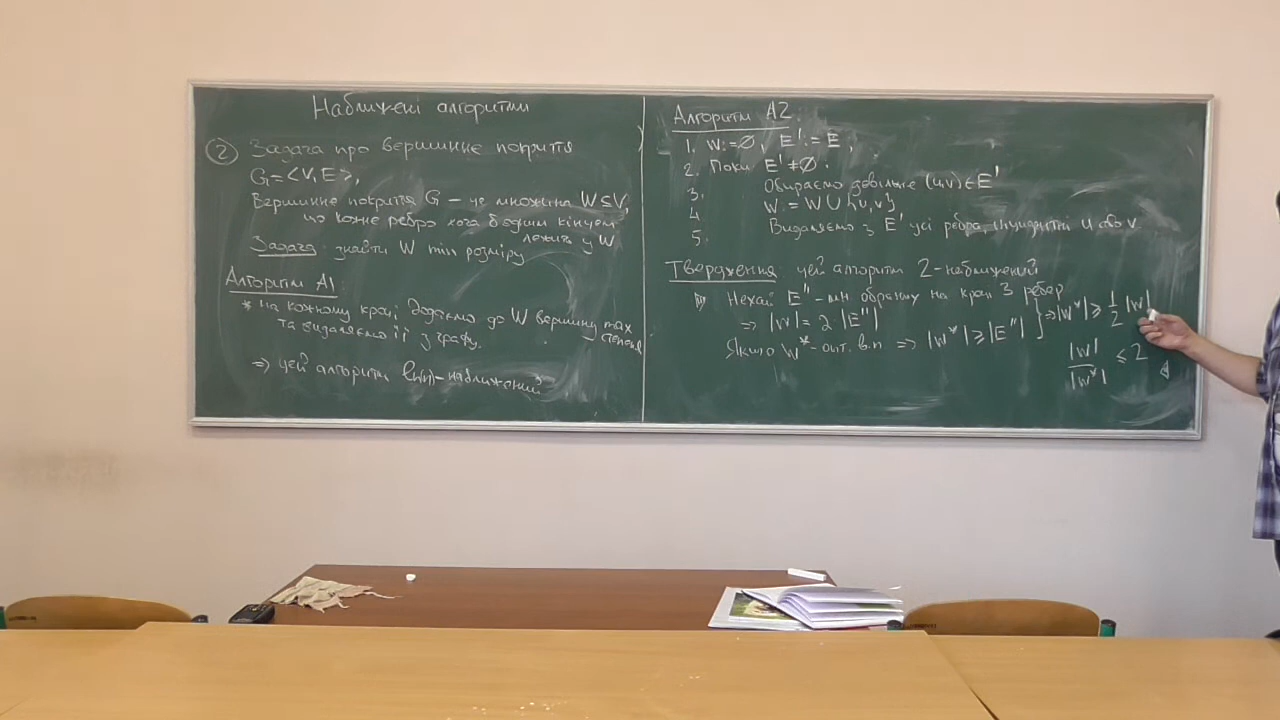 Наближені алгоритми
② Задача про вершинне покриття
G=<V,E>,
Вершинне покриття G – це множина W⊆V,
що кожне ребро хоча б одним кінцем
лежить у W
Задача: знайти W min розміру
Алгоритм A1:
* на кожному кроці додаємо до W вершину max степеня
та видаляємо її з графу.
⇒ цей алгоритм ln(n)-наближений
Алгоритм A2:
1. W:=∅, E':=E,
2. Поки E'≠∅.
3. Обираємо довільне (u,v)∈E'
4. W:=W∪{u,v}
5. Видаляємо з E' усі ребра, інцидентні u або v.
Твердження цей алгоритм 2-наближений
▷ Нехай E''-мн. обраних на кроці 3 ребер
⇒ |W|=2|E''|
Якщо W*-опт. в.п ⇒ |W*|≥|E''| } ⇒ |W*|≥ 1/2 |W|
|W|/|W*| ≤ 2 ◁